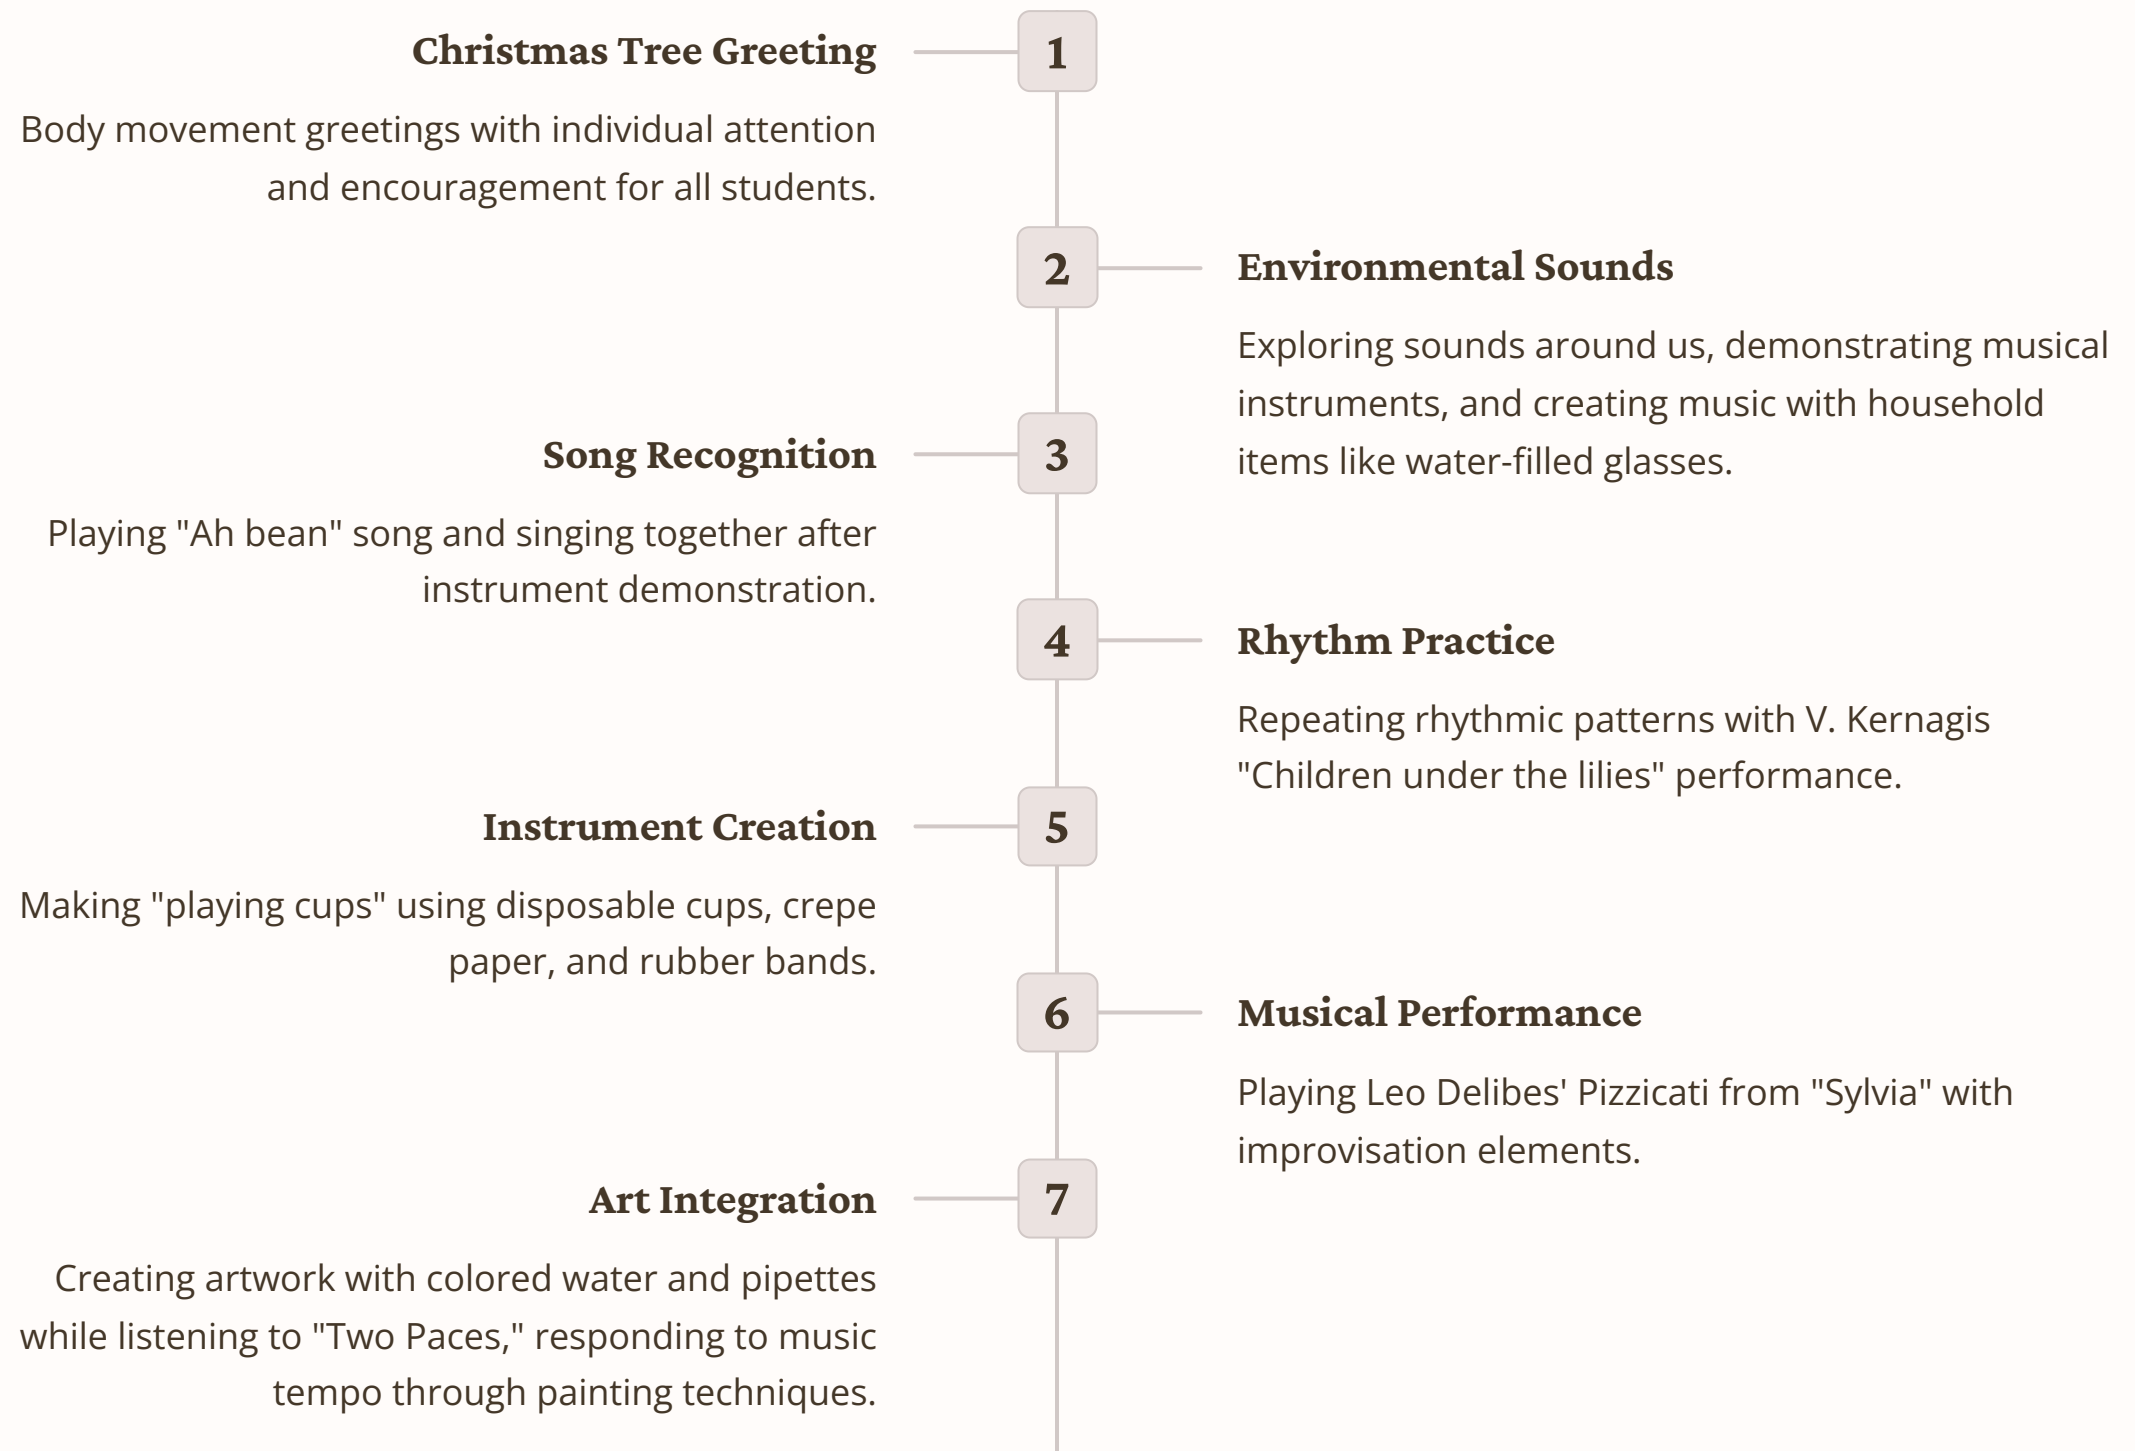 1
Christmas Tree Greeting
Body movement greetings with individual attention
and encouragement for all students.
2
Environmental Sounds
Exploring sounds around us, demonstrating musical
instruments, and creating music with household
items like water-filled glasses.
3
Song Recognition
Playing "Ah bean" song and singing together after
instrument demonstration.
4
Rhythm Practice
Repeating rhythmic patterns with V. Kernagis
"Children under the lilies" performance.
5
Instrument Creation
Making "playing cups" using disposable cups, crepe
paper, and rubber bands.
6
Musical Performance
Playing Leo Delibes' Pizzicati from "Sylvia" with
improvisation elements.
7
Art Integration
Creating artwork with colored water and pipettes
while listening to "Two Paces," responding to music
tempo through painting techniques.